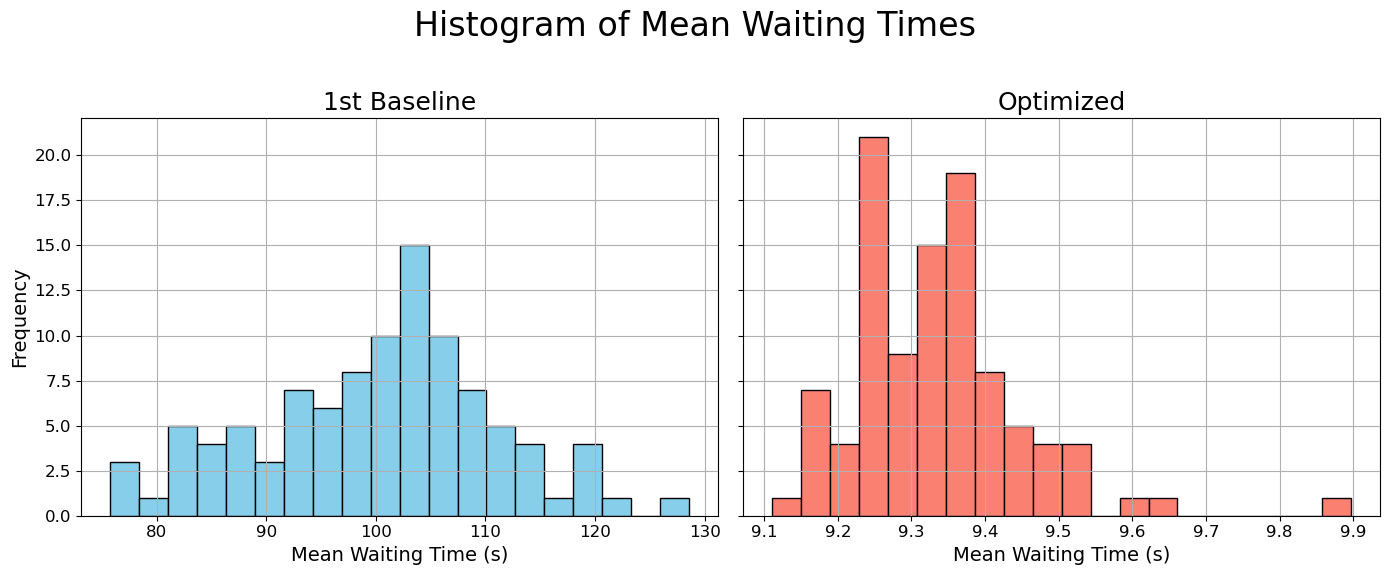 Histogram of Mean Waiting Times
1st Baseline
Frequency
20.0
17.5
15.0
12.5
10.0
7.5
5.0
2.5
0.0
80 90 100 110 120 130
Mean Waiting Time (s)
Optimized
9.1 9.2 9.3 9.4 9.5 9.6 9.7 9.8 9.9
Mean Waiting Time (s)